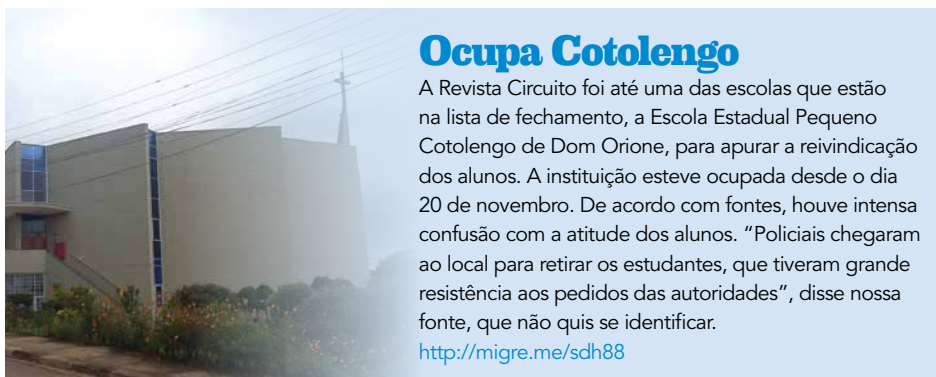 Ocupa Cotolengo
A Revista Circuito foi até uma das escolas que estão
na lista de fechamento, a Escola Estadual Pequeno
Cotolengo de Dom Orione, para apurar a reivindicação
dos alunos. A instituição esteve ocupada desde o dia
20 de novembro. De acordo com fontes, houve intensa
confusão com a atitude dos alunos. “Policiais chegaram
ao local para retirar os estudantes, que tiveram grande
resistência aos pedidos das autoridades”, disse nossa
fonte, que não quis se identificar.
http://migre.me/sdh88